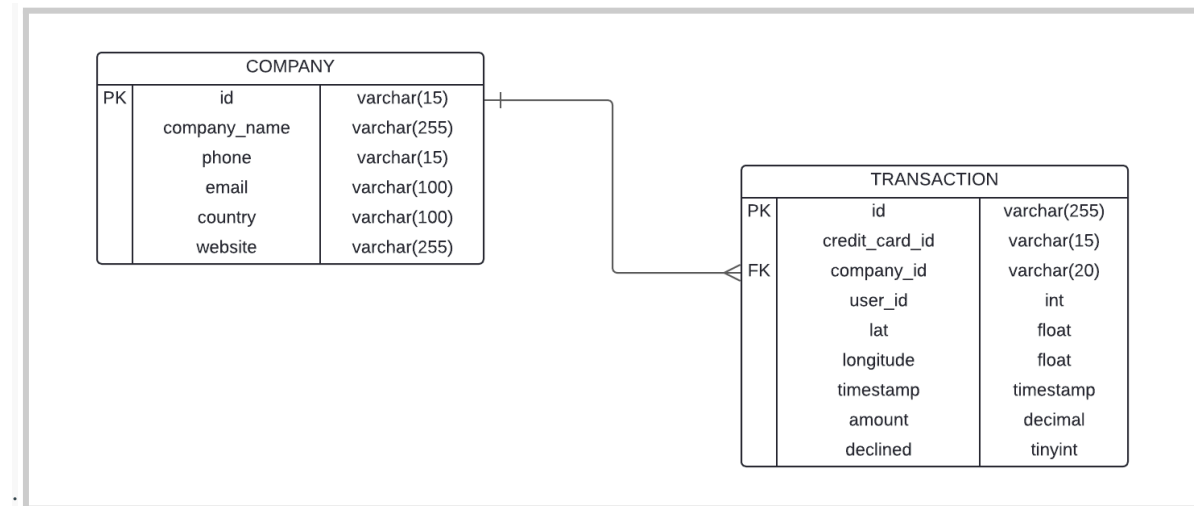 COMPANY
PK id varchar(15)
company_name varchar(255)
phone varchar(15)
email varchar(100)
country varchar(100)
website varchar(255)
TRANSACTION
PK id varchar(255)
credit_card_id varchar(15)
FK company_id varchar(20)
user_id int
lat float
longitude float
timestamp timestamp
amount decimal
declined tinyint
.